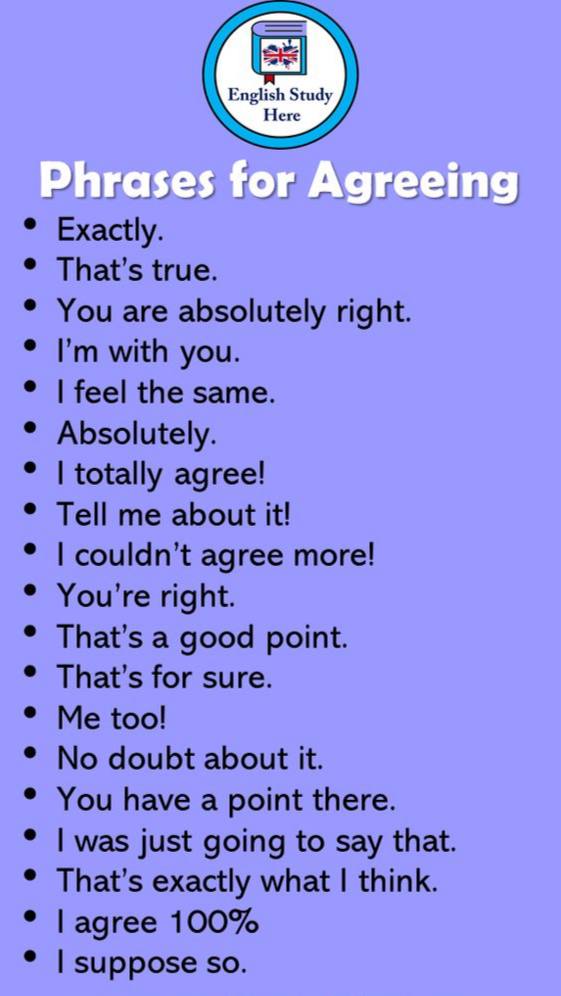 English Study
Here
Phrases for Agreeing
• Exactly.
• That’s true.
• You are absolutely right.
• I’m with you.
• I feel the same.
• Absolutely.
• I totally agree!
• Tell me about it!
• I couldn’t agree more!
• You’re right.
• That’s a good point.
• That’s for sure.
• Me too!
• No doubt about it.
• You have a point there.
• I was just going to say that.
• That’s exactly what I think.
• I agree 100%
• I suppose so.